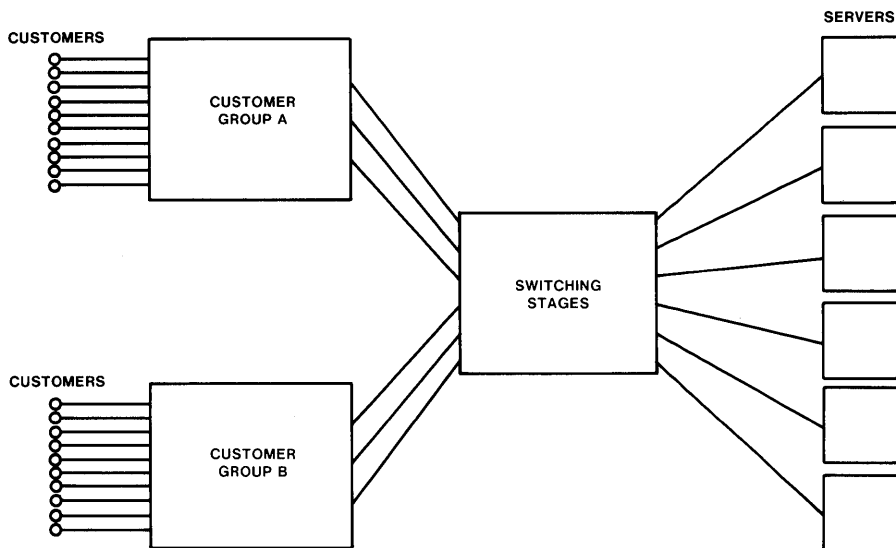 CUSTOMERS
SERVERS
CUSTOMER
GROUP A
SWITCHING
STAGES
CUSTOMERS
CUSTOMER
GROUP B